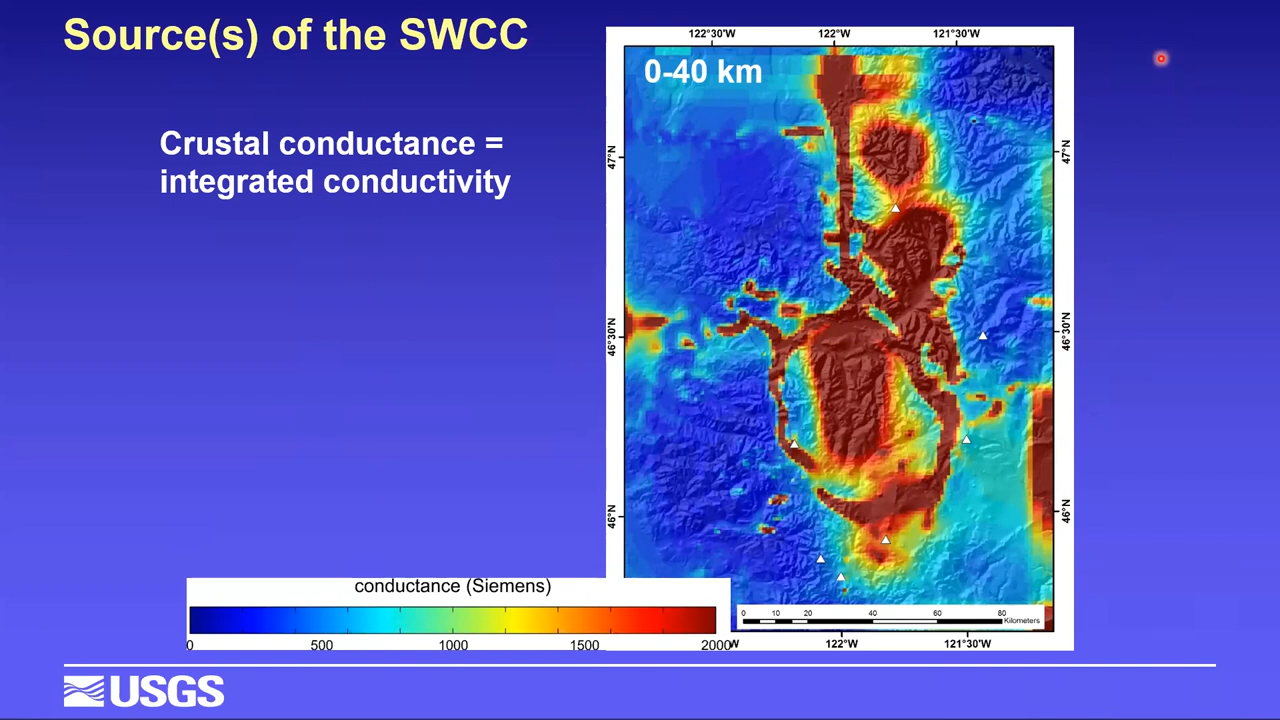 Source(s) of the SWCC
Crustal conductance =
integrated conductivity
122°30'W 122°W 121°30'W
0-40 km
47°N 47°N
46°30'N 46°30'N
46°N 46°N
conductance (Siemens)
0 500 1000 1500 2000
0 10 20 40 60 80
Kilometers
W 122°W 121°30'W
USGS